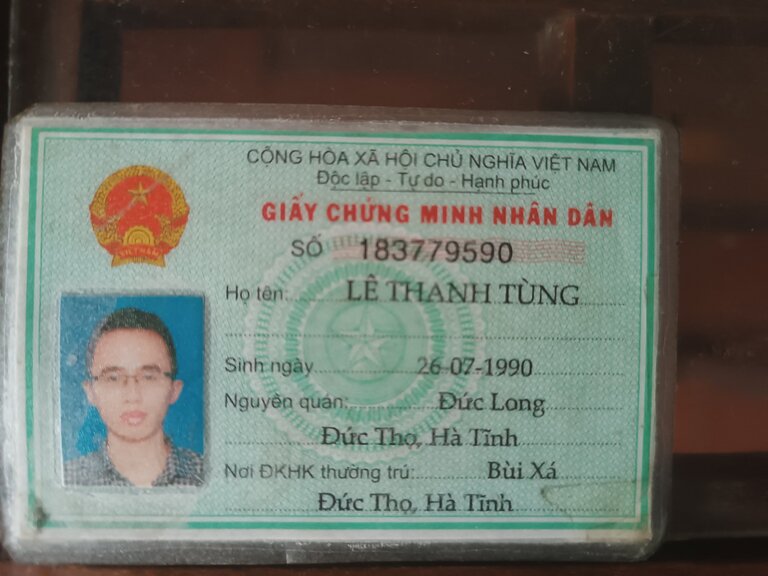 CỘNG HÒA XÃ HỘI CHỦ NGHĨA VIỆT NAM
Độc lập - Tự do - Hạnh phúc
GIẤY CHỨNG MINH NHÂN DÂN
SỐ 183779590
Họ tên: LÊ THANH TÙNG
Sinh ngày 26-07-1990
Nguyên quán: Đức Long
Đức Thọ, Hà Tĩnh
Nơi ĐKHK thường trú: Bùi Xá
Đức Thọ, Hà Tĩnh
VIỆT NAM